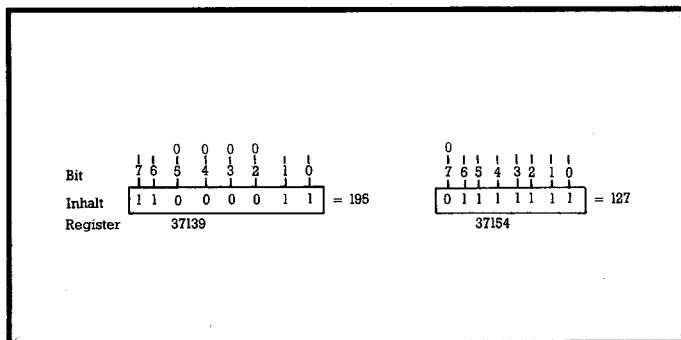 0 0 0 0 0
Bit 7 6 5 4 3 2 1 0 7 6 5 4 3 2 1 0
Inhalt 1 1 0 0 0 0 1 1 = 195 0 1 1 1 1 1 1 1 = 127
Register 37139 37154